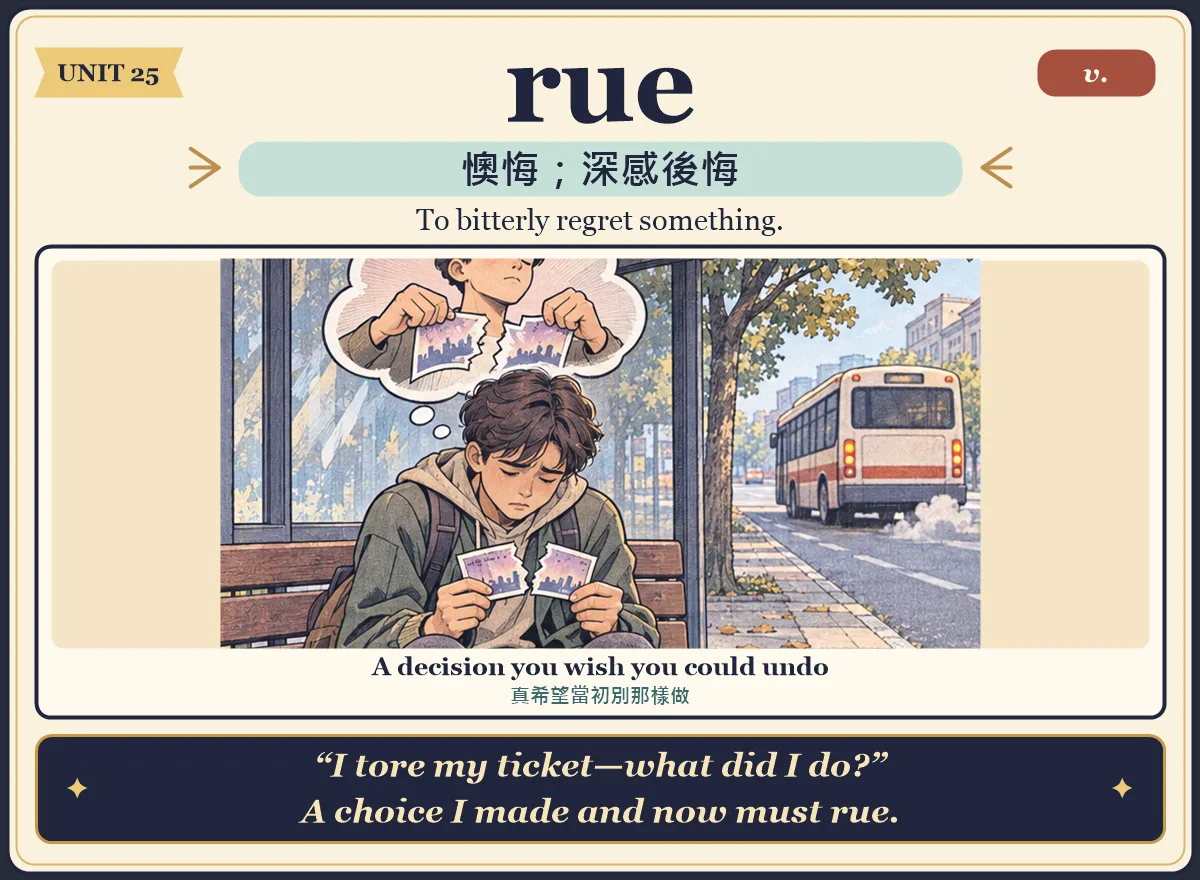 UNIT 25
rue
v.
懊悔；深感後悔
To bitterly regret something.
A decision you wish you could undo
真希望當初別那樣做
“I tore my ticket—what did I do?”
A choice I made and now must rue.